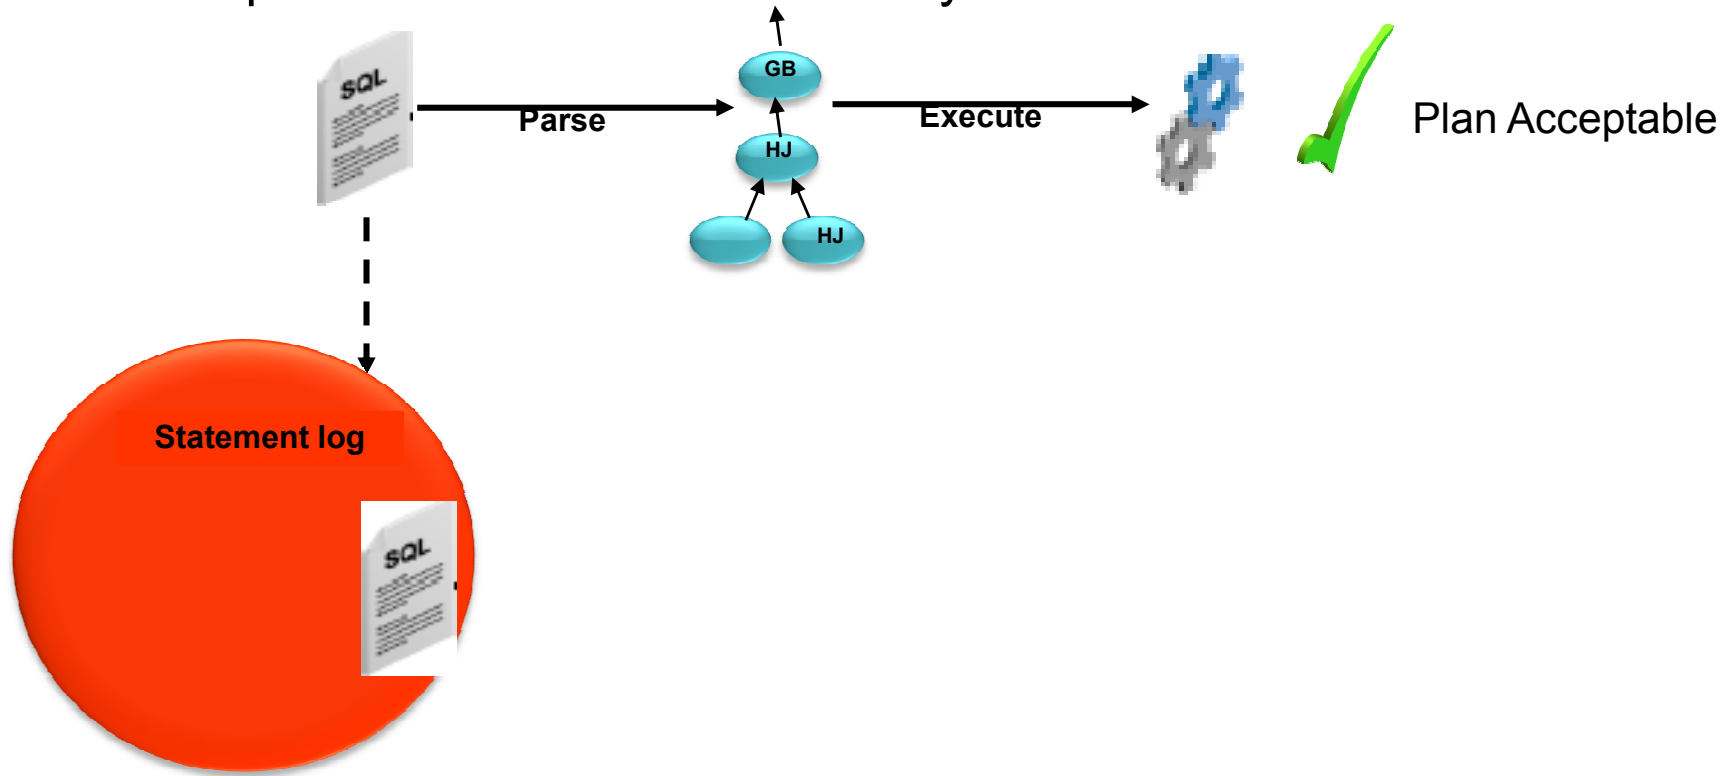 SQL
GB
Parse
Execute
Plan Acceptable
HJ
HJ
Statement log
SQL